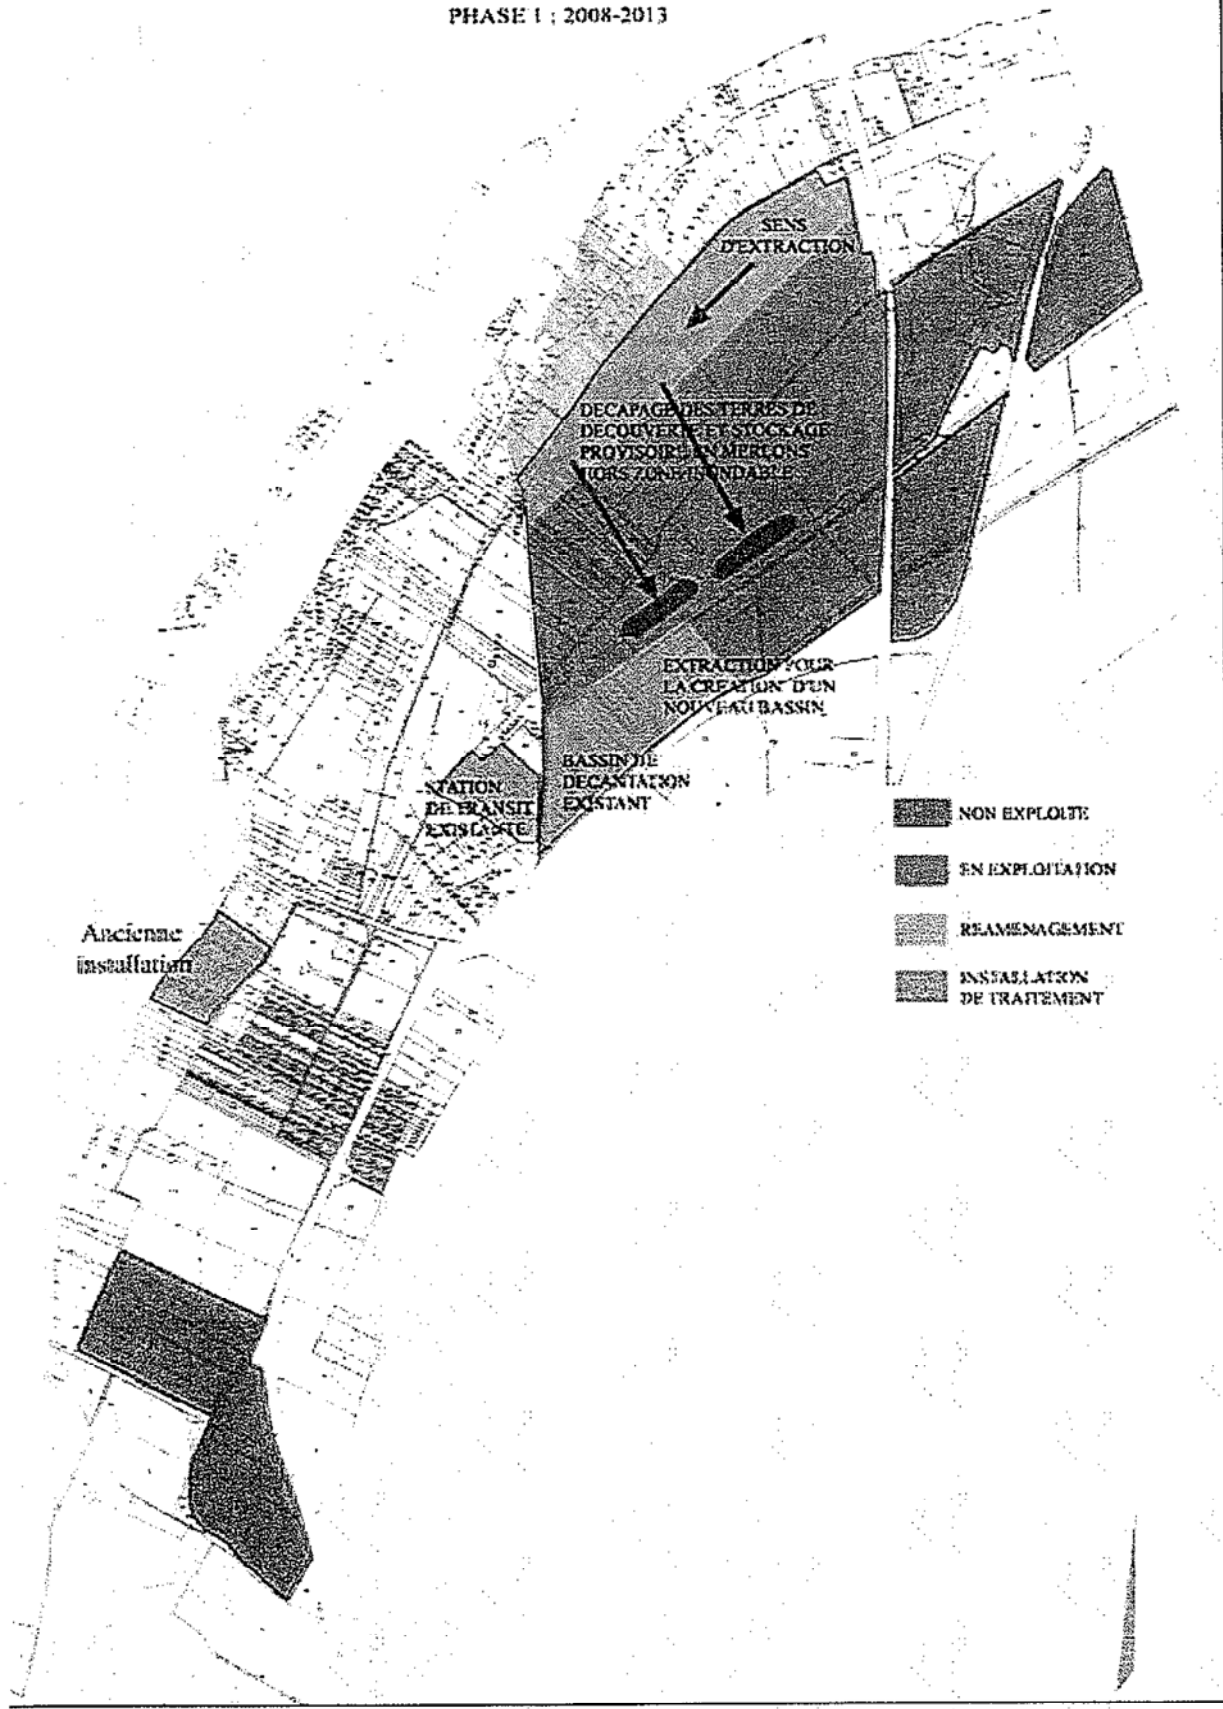 PHASE 1 : 2008-2013
SENS
D'EXTRACTION
DECAPAGE DES TERRES DE
DECOUVERTE ET STOCKAGE
PROVISOIRE EN MERLONS
HORS ZONE INONDABLE
EXTRACTION POUR
LA CREATION D'UN
NOUVEAU BASSIN
BASSIN DE
DECANTATION
EXISTANT
STATION
DE TRANSIT
EXISTANTE
NON EXPLOITE
EN EXPLOITATION
REAMENAGEMENT
INSTALLATION
DE TRAITEMENT
Ancienne
installation